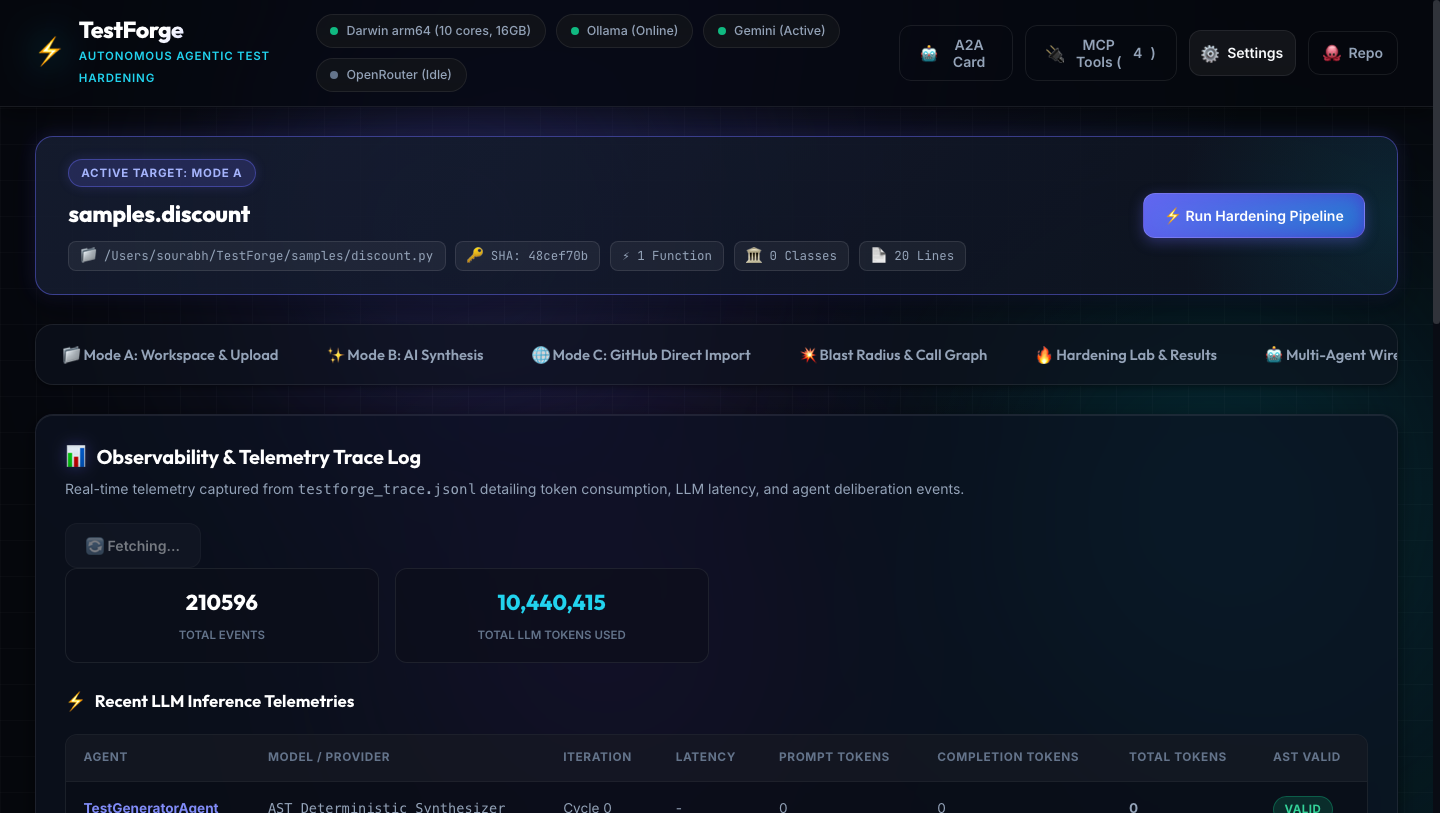 TestForge
AUTONOMOUS AGENTIC TEST
HARDENING
Darwin arm64 (10 cores, 16GB)
Ollama (Online)
Gemini (Active)
OpenRouter (Idle)
A2A
Card
MCP
Tools ( 4 )
Settings
Repo
ACTIVE TARGET: MODE A
samples.discount
/Users/sourabh/TestForge/samples/discount.py
SHA: 48cef70b
⚡ 1 Function
0 Classes
20 Lines
⚡ Run Hardening Pipeline
Mode A: Workspace & Upload
Mode B: AI Synthesis
Mode C: GitHub Direct Import
Blast Radius & Call Graph
Hardening Lab & Results
Multi-Agent Wire
Observability & Telemetry Trace Log
Real-time telemetry captured from testforge_trace.jsonl detailing token consumption, LLM latency, and agent deliberation events.
Fetching...
210596
TOTAL EVENTS
10,440,415
TOTAL LLM TOKENS USED
Recent LLM Inference Telemetries
AGENT MODEL / PROVIDER ITERATION LATENCY PROMPT TOKENS COMPLETION TOKENS TOTAL TOKENS AST VALID
TestGeneratorAgent AST Deterministic Synthesizer Cycle 0 - 0 0 0 VALID